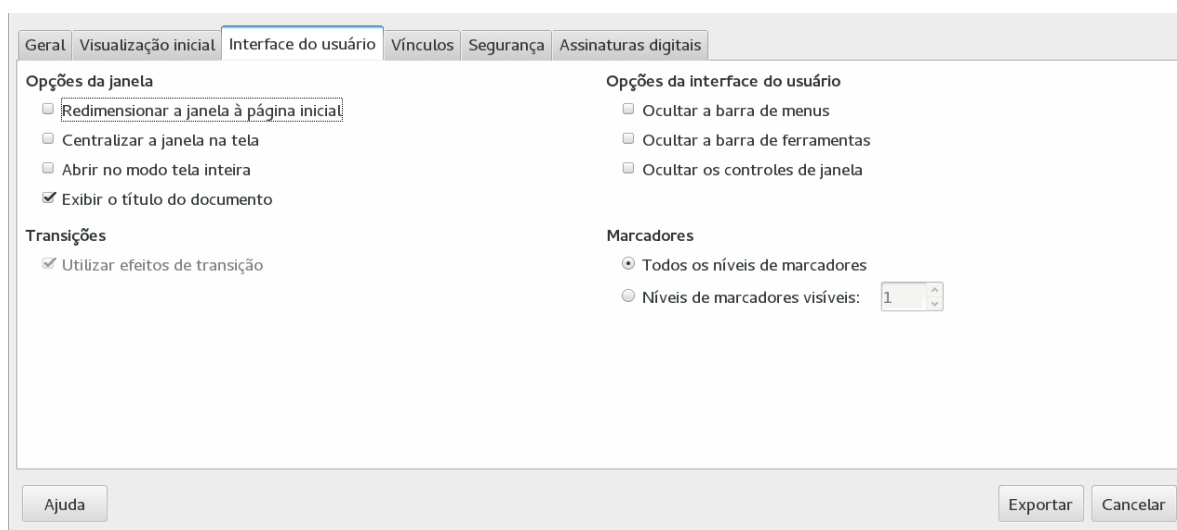 Geral Visualização inicial Interface do usuário Vínculos Segurança Assinaturas digitais
Opções da janela
Redimensionar a janela à página inicial
Centralizar a janela na tela
Abrir no modo tela inteira
Exibir o título do documento
Transições
Utilizar efeitos de transição
Opções da interface do usuário
Ocultar a barra de menus
Ocultar a barra de ferramentas
Ocultar os controles de janela
Marcadores
Todos os níveis de marcadores
Níveis de marcadores visíveis: 1
Ajuda Exportar Cancelar